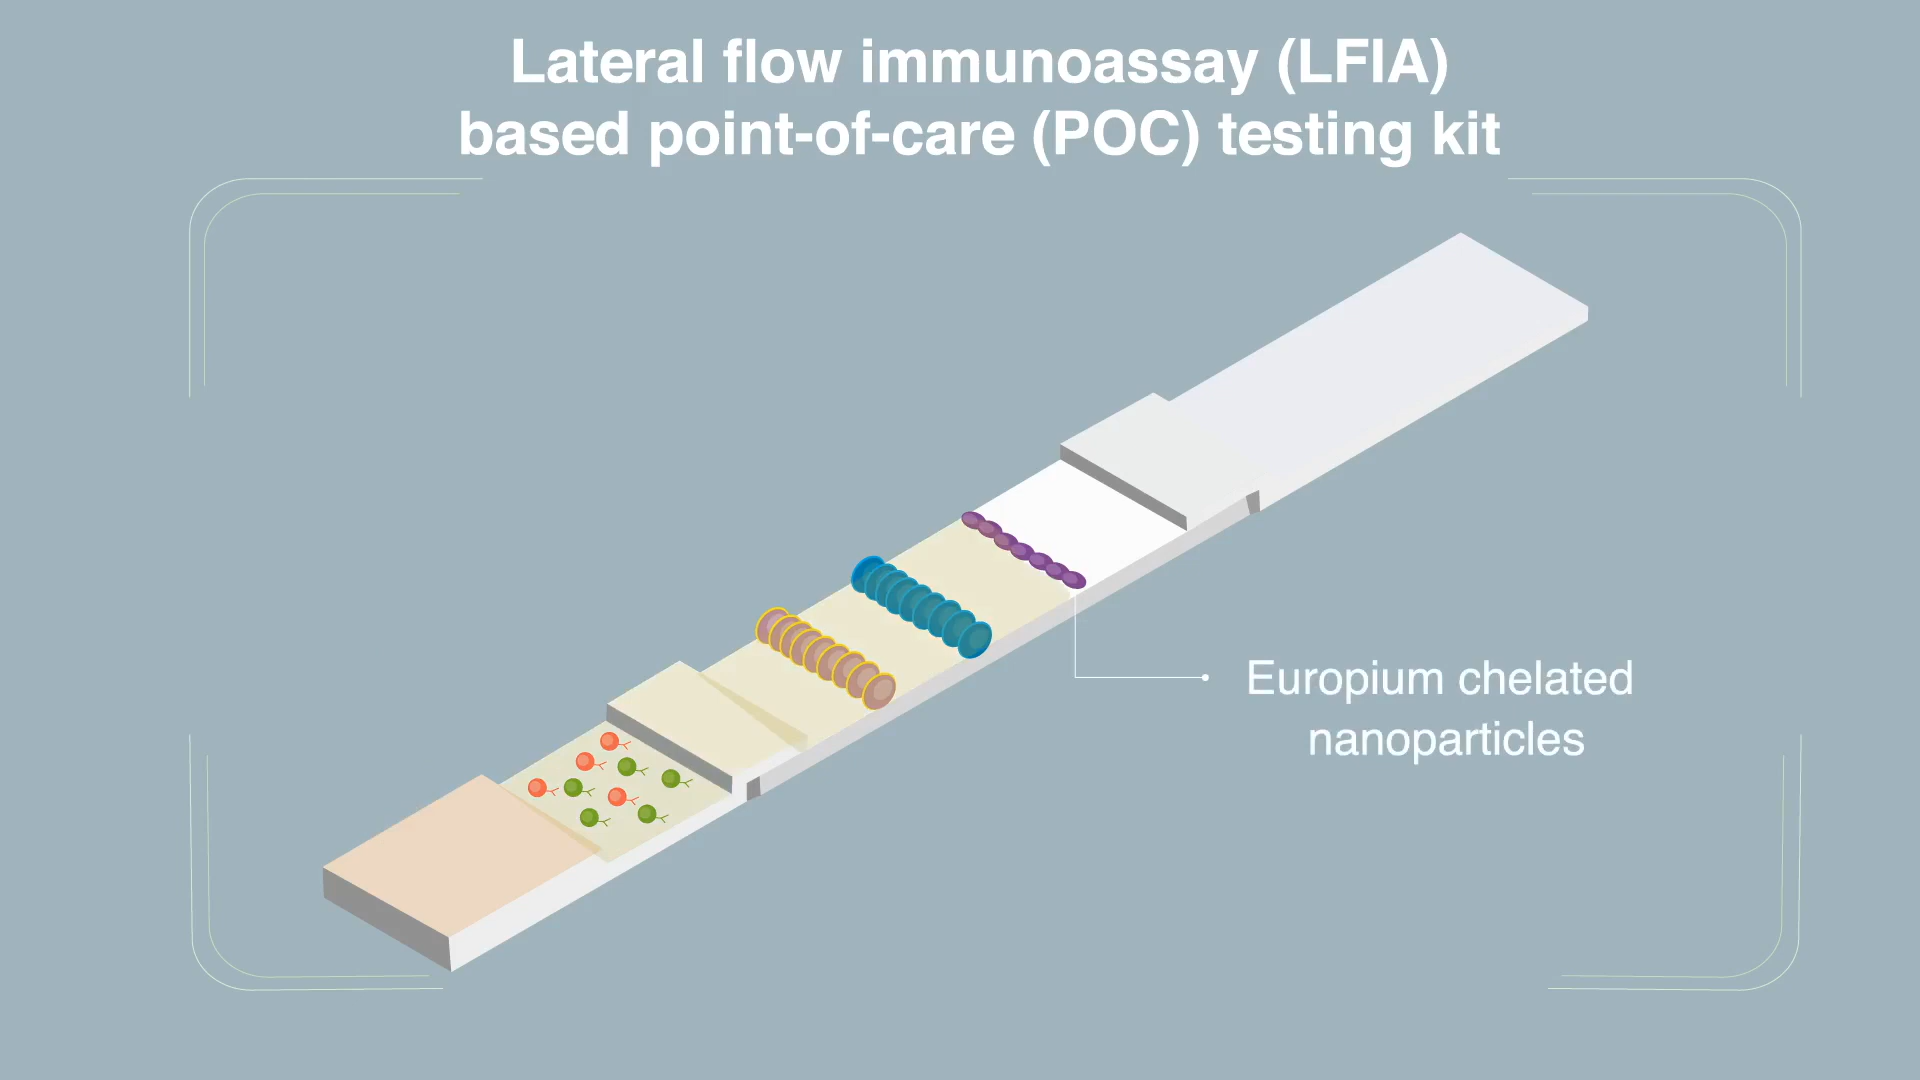 Lateral flow immunoassay (LFIA)
based point-of-care (POC) testing kit
Europium chelated
nanoparticles